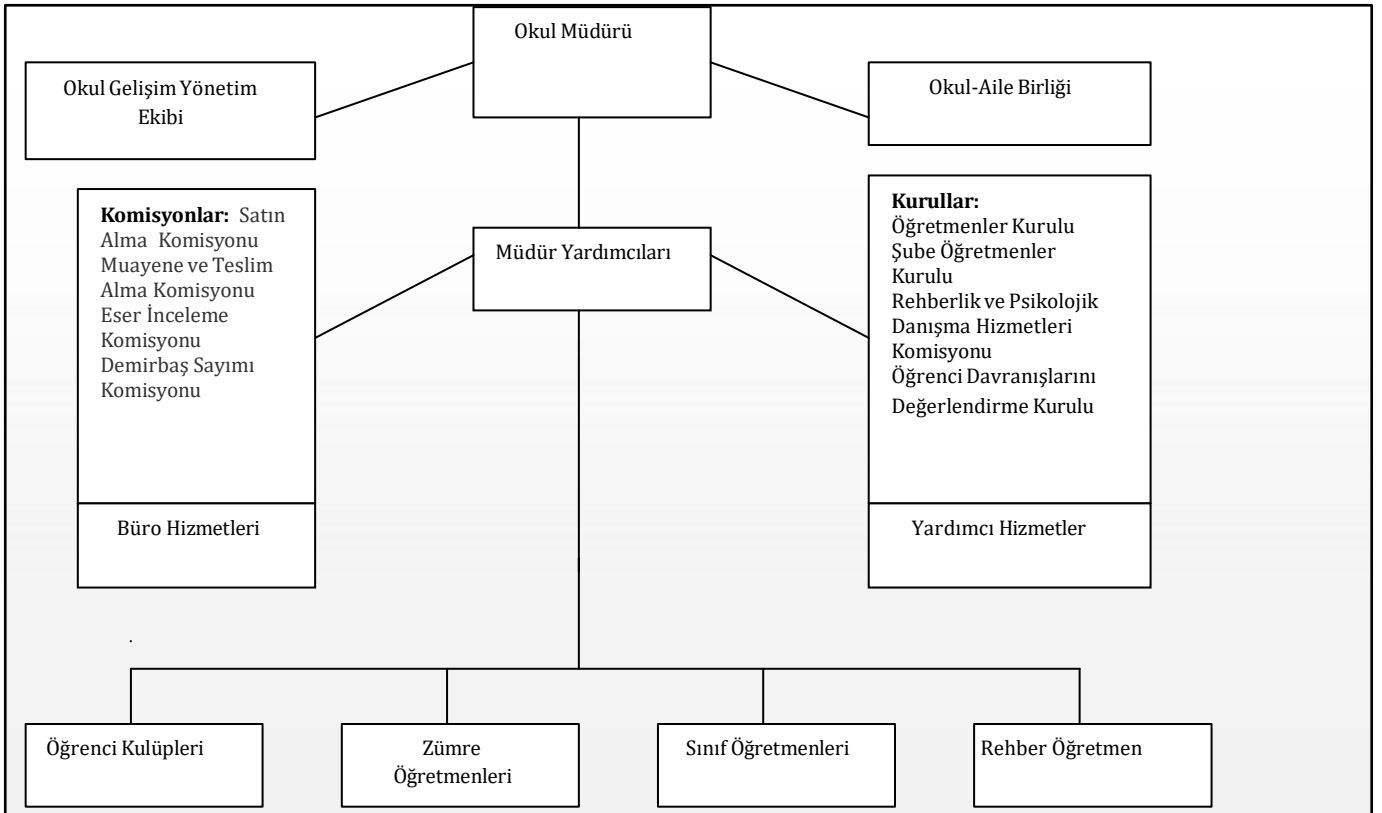 Okul Müdürü
Okul Gelişim Yönetim
Ekibi
Okul-Aile Birliği
Komisyonlar: Satın
Alma Komisyonu
Muayene ve Teslim
Alma Komisyonu
Eser İnceleme
Komisyonu
Demirbaş Sayımı
Komisyonu
Müdür Yardımcıları
Kurullar:
Öğretmenler Kurulu
Şube Öğretmenler
Kurulu
Rehberlik ve Psikolojik
Danışma Hizmetleri
Komisyonu
Öğrenci Davranışlarını
Değerlendirme Kurulu
Büro Hizmetleri
Yardımcı Hizmetler
.
Öğrenci Kulüpleri
Zümre
Öğretmenleri
Sınıf Öğretmenleri
Rehber Öğretmen